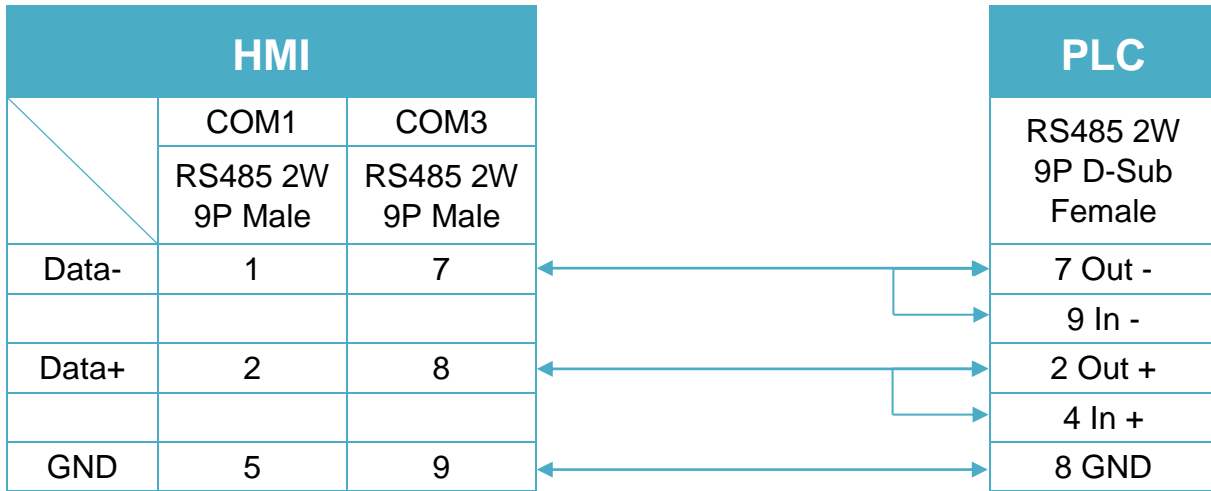 HMI
PLC
COM1
COM3
RS485 2W
9P Male
RS485 2W
9P Male
RS485 2W
9P D-Sub
Female
Data-
1
7
7 Out -
9 In -
Data+
2
8
2 Out +
4 In +
GND
5
9
8 GND